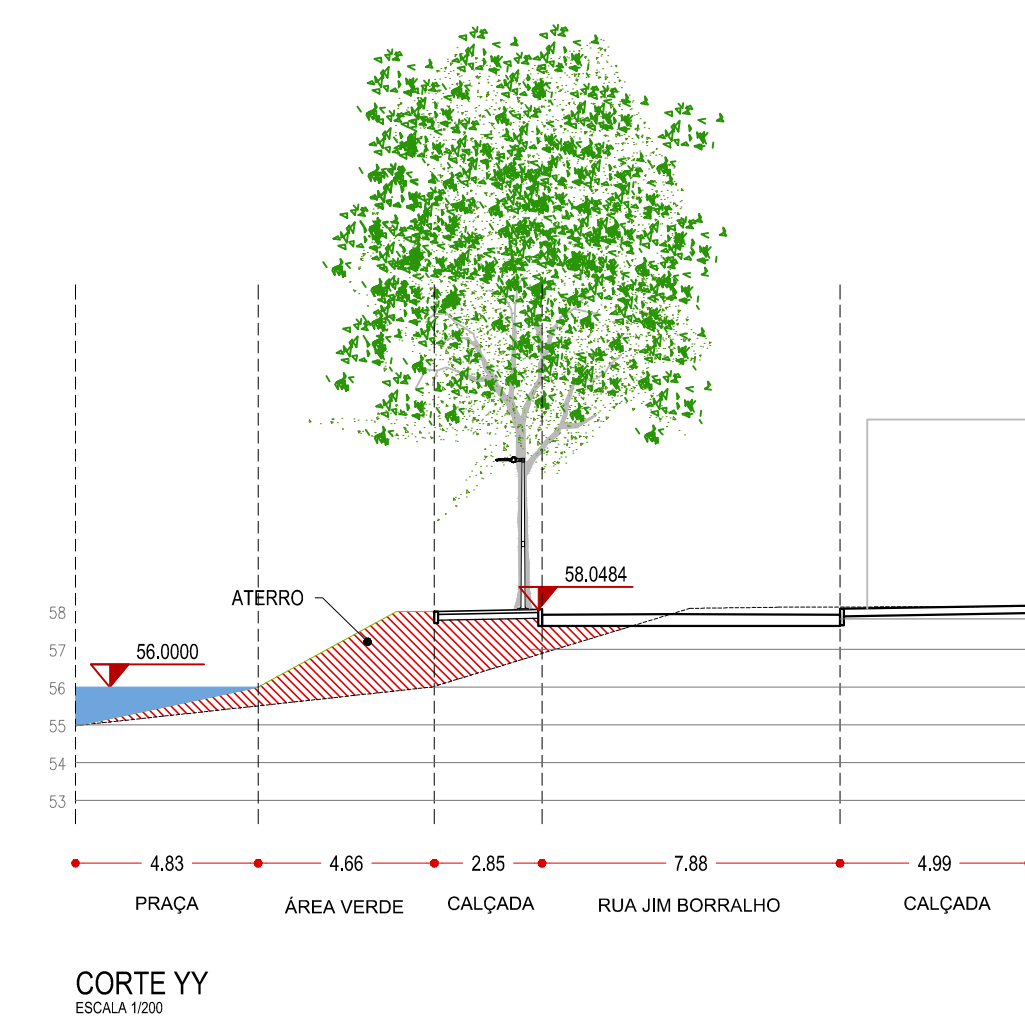 58.0484
ATERRO
58
57
56.0000
56
55
54
53
4.83 4.66 2.85 7.88 4.99
PRAÇA ÁREA VERDE CALÇADA RUA JIM BORRALHO CALÇADA
CORTE YY
ESCALA 1/200